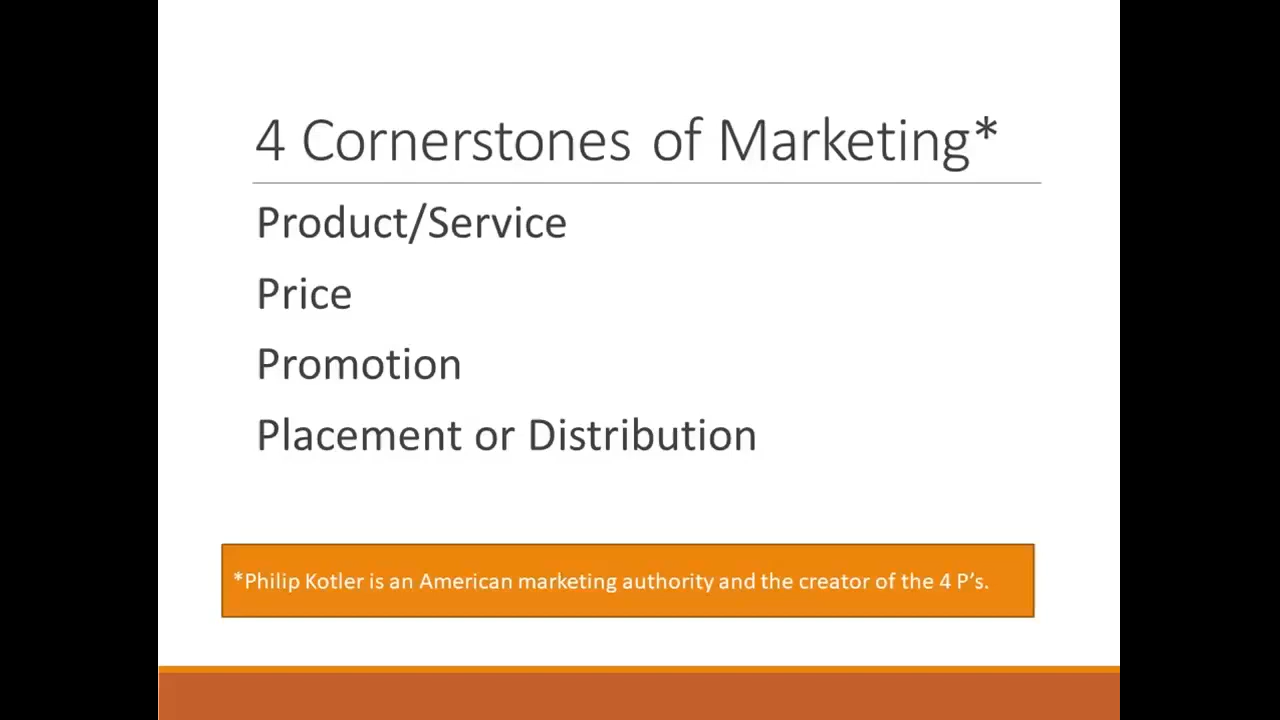 4 Cornerstones of Marketing*
Product/Service
Price
Promotion
Placement or Distribution
*Philip Kotler is an American marketing authority and the creator of the 4 P’s.